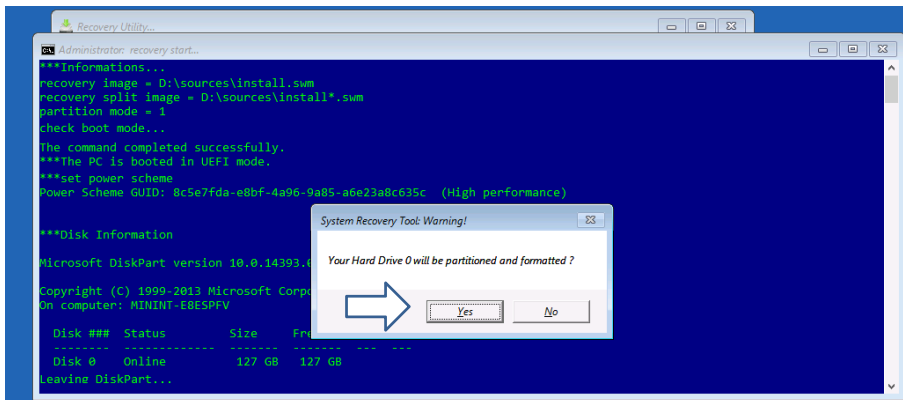 Recovery Utility...
Administrator: recovery start...
***Informations...
recovery image = D:\sources\install.swm
recovery split image = D:\sources\install*.swm
partition mode = 1
check boot mode...
The command completed successfully.
***The PC is booted in UEFI mode.
***set power scheme
Power Scheme GUID: 8c5e7fda-e8bf-4a96-9a85-a6e23a8c635c (High performance)
System Recovery Tool: Warning!
***Disk Information
Your Hard Drive 0 will be partitioned and formatted ?
Microsoft DiskPart version 10.0.14393.
Copyright (C) 1999-2013 Microsoft Corpo
On computer: MININT-E8ESPFV
Yes No
Disk ### Status Size Fre
-------- ------------- ------- ------- --- ---
Disk 0 Online 127 GB 127 GB
Leaving DiskPart...